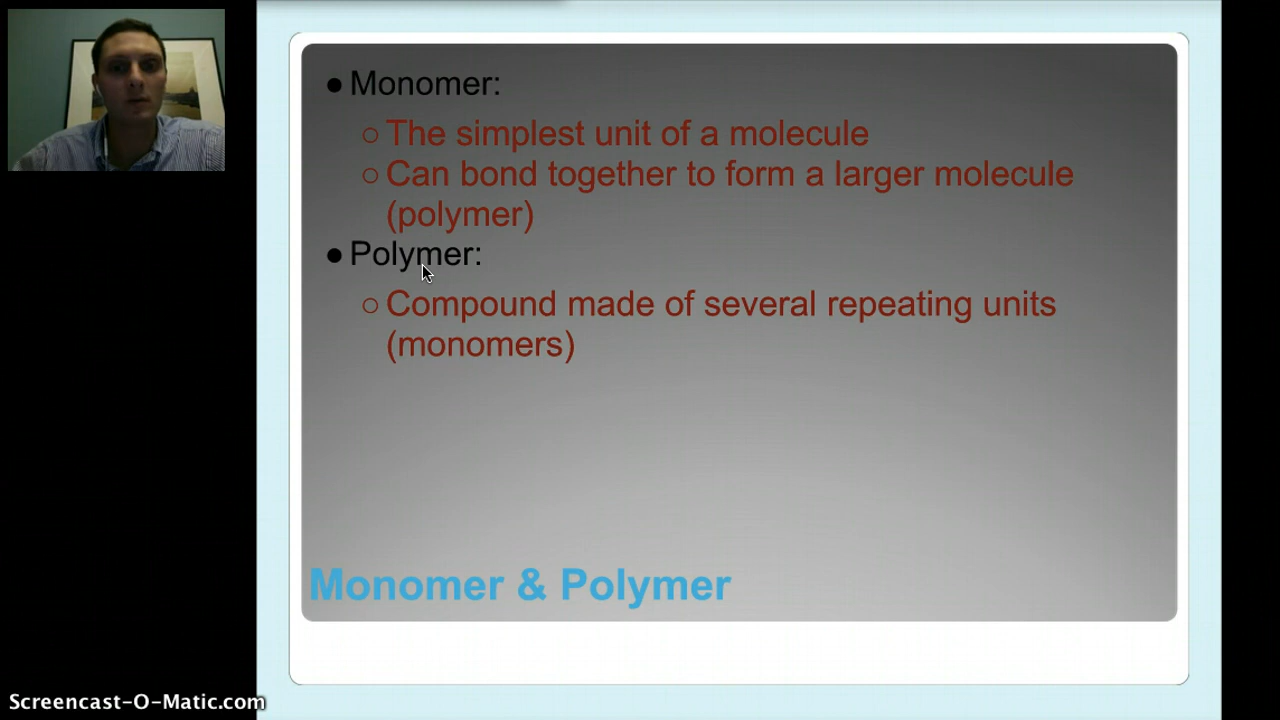 ● Monomer:
○ The simplest unit of a molecule
○ Can bond together to form a larger molecule
(polymer)
● Polymer:
○ Compound made of several repeating units
(monomers)
Monomer & Polymer
Screencast-O-Matic.com